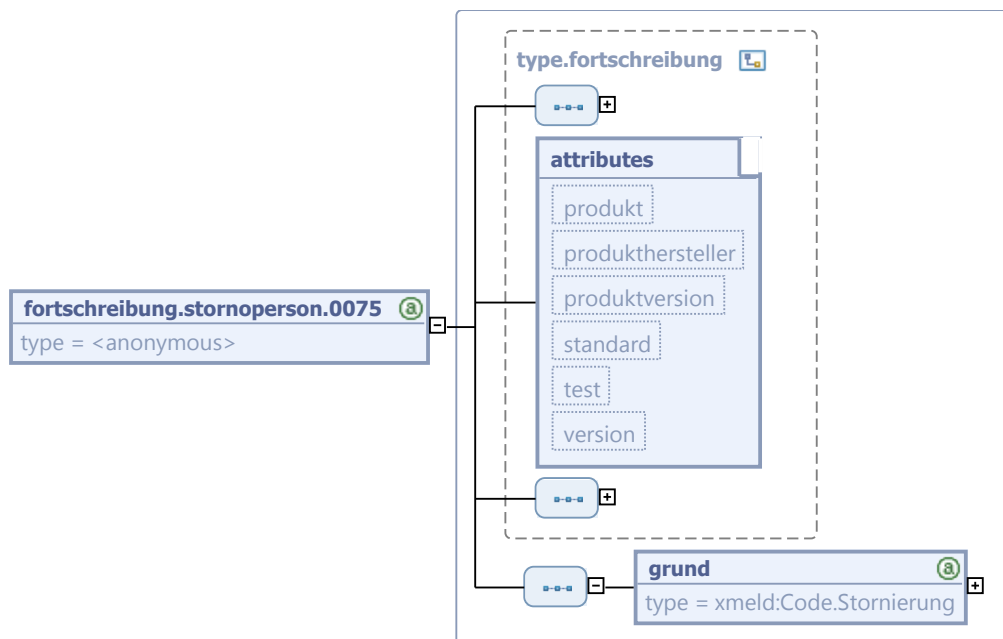 type.fortschreibung
attributes
produkt
produkthersteller
produktversion
standard
test
version
fortschreibung.stornoperson.0075 a
type = <anonymous>
grund a
type = xmeld:Code.Stornierung